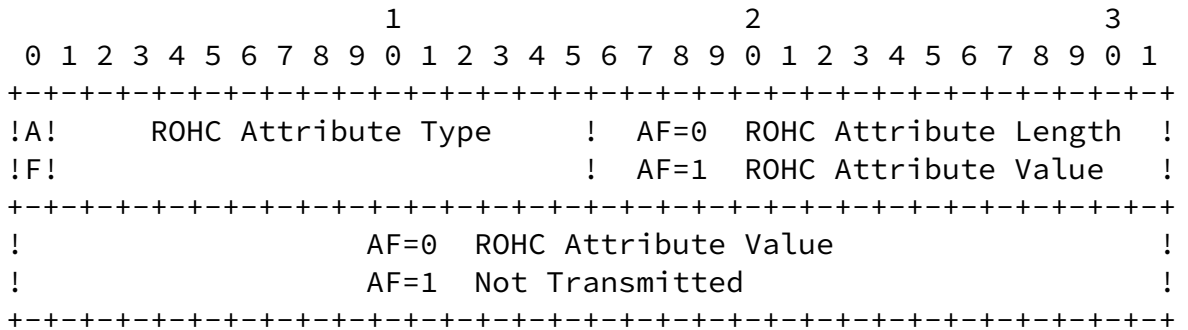 1                   2                   3
 0 1 2 3 4 5 6 7 8 9 0 1 2 3 4 5 6 7 8 9 0 1 2 3 4 5 6 7 8 9 0 1
+-+-+-+-+-+-+-+-+-+-+-+-+-+-+-+-+-+-+-+-+-+-+-+-+-+-+-+-+-+-+-+-+
!A!     ROHC Attribute Type     !  AF=0  ROHC Attribute Length  !
!F!                             !  AF=1  ROHC Attribute Value   !
+-+-+-+-+-+-+-+-+-+-+-+-+-+-+-+-+-+-+-+-+-+-+-+-+-+-+-+-+-+-+-+-+
!                   AF=0  ROHC Attribute Value                  !
!                   AF=1  Not Transmitted                       !
+-+-+-+-+-+-+-+-+-+-+-+-+-+-+-+-+-+-+-+-+-+-+-+-+-+-+-+-+-+-+-+-+